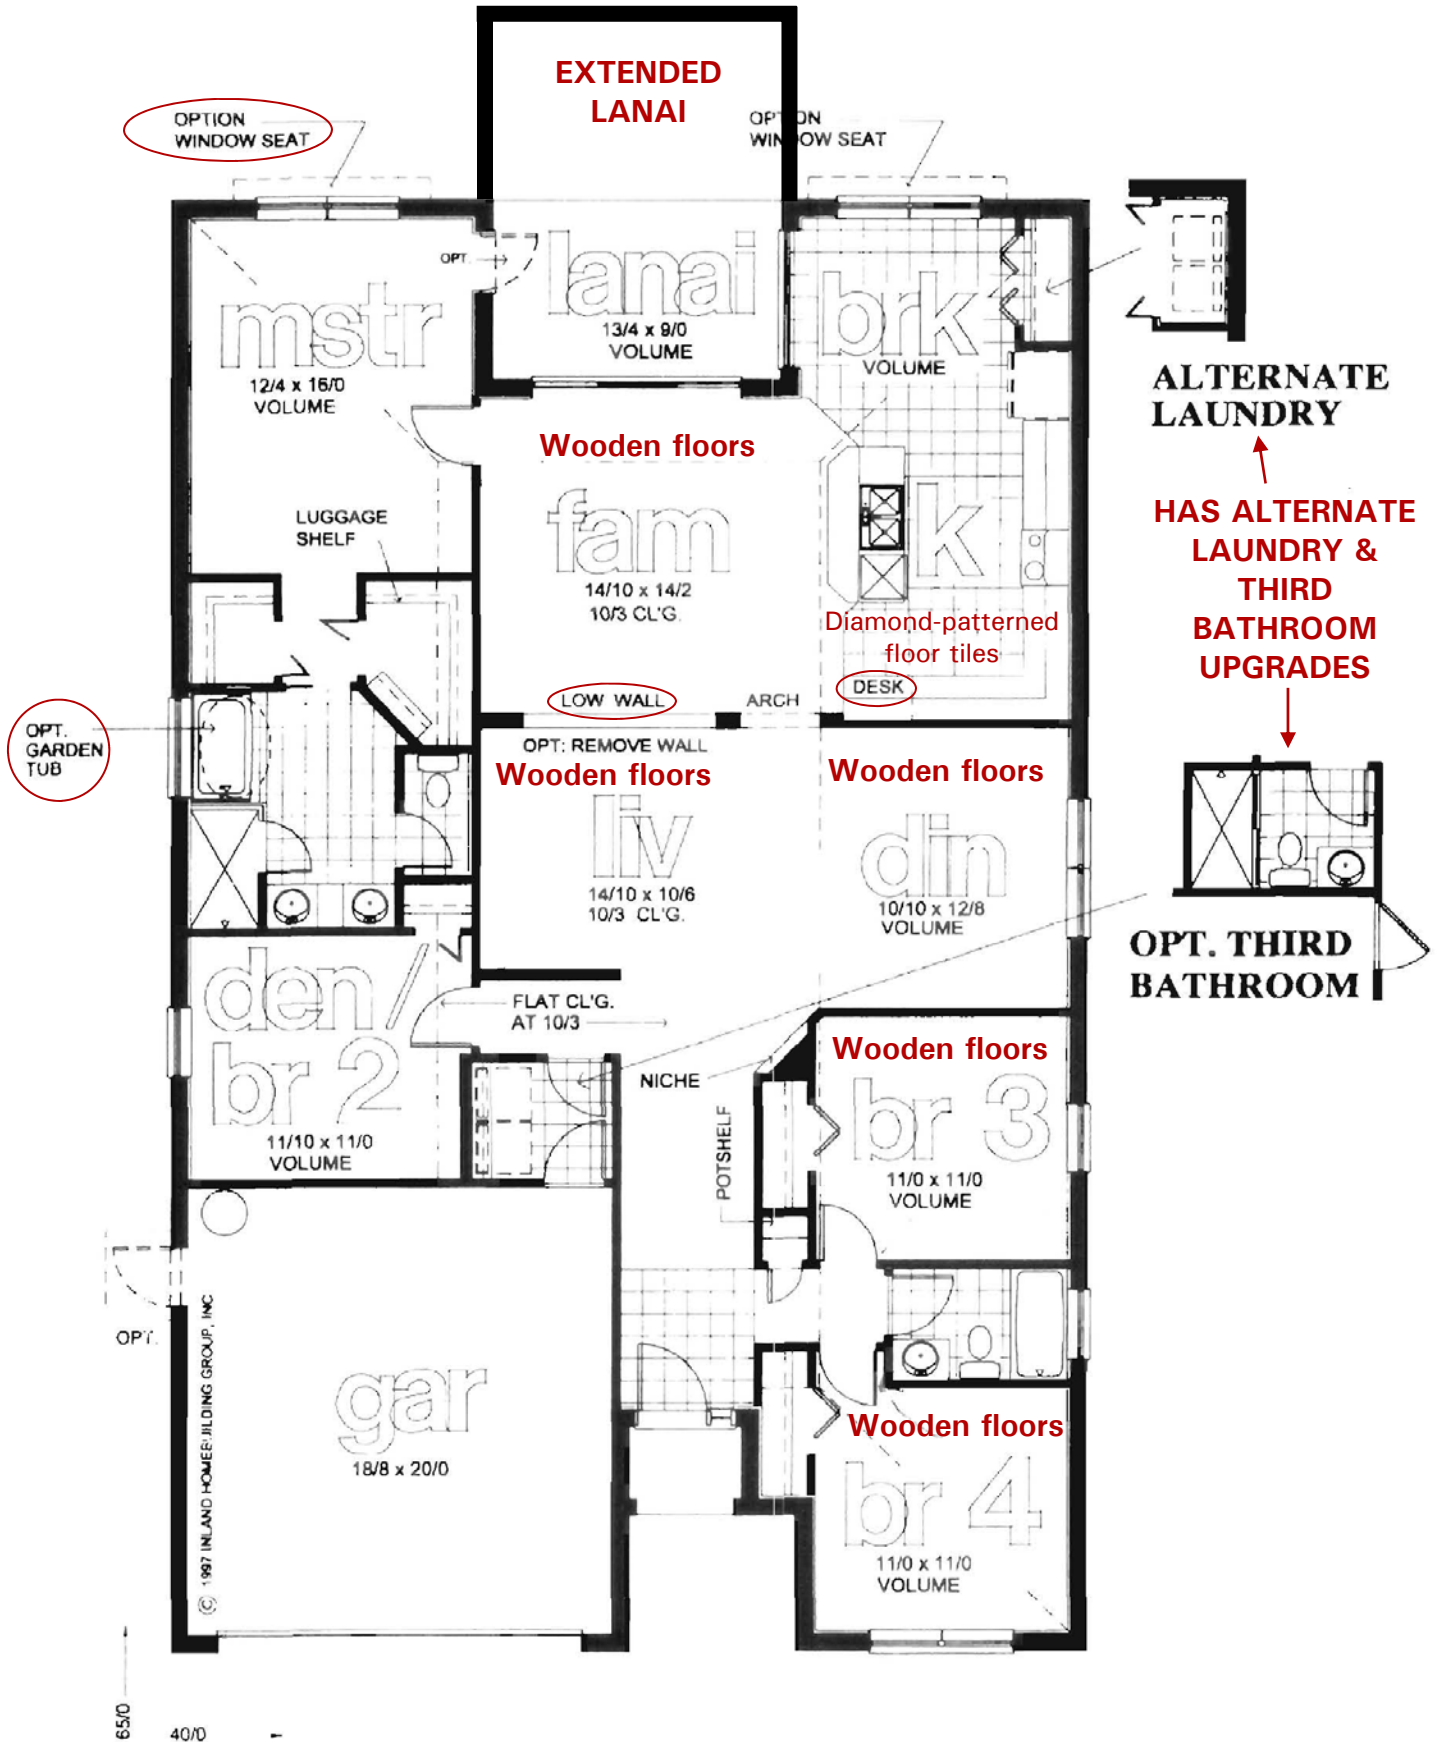 EXTENDED
LANAI
OPTION
WINDOW SEAT
OPTION
WINDOW SEAT
OPT.
lanai
13/4 x 9/0
VOLUME
mstr
12/4 x 16/0
VOLUME
brk
VOLUME
ALTERNATE
LAUNDRY
Wooden floors
fam
14/10 x 14/2
10/3 CL'G.
LUGGAGE
SHELF
k
HAS ALTERNATE
LAUNDRY &
THIRD
BATHROOM
UPGRADES
Diamond-patterned
floor tiles
DESK
LOW WALL
ARCH
OPT.
GARDEN
TUB
OPT: REMOVE WALL
Wooden floors
Wooden floors
liv
14/10 x 10/6
10/3 CL'G.
din
10/10 x 12/8
VOLUME
OPT. THIRD
BATHROOM
den/
br 2
11/10 x 11/0
VOLUME
FLAT CL'G.
AT 10/3
NICHE
Wooden floors
br 3
11/0 x 11/0
VOLUME
POTSHELF
OPT.
© 1997 INLAND HOMEBUILDING GROUP, INC
gar
18/8 x 20/0
Wooden floors
br 4
11/0 x 11/0
VOLUME
65/0
40/0